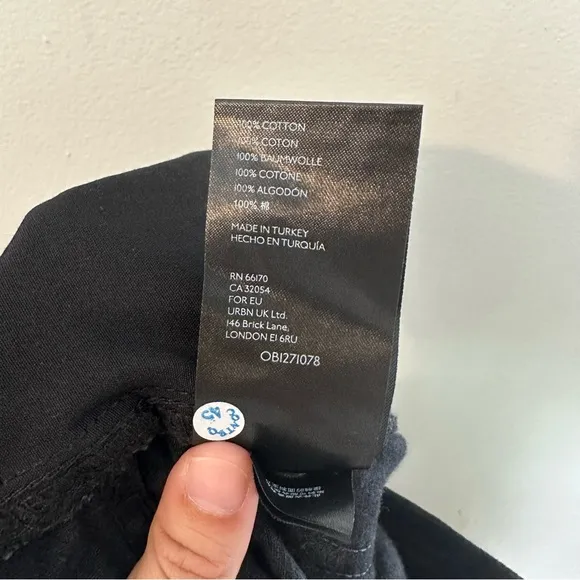 100% COTTON
% COTON
100% BAUMWOLLE
100% COTONE
100% ALGODÓN
100% 棉
MADE IN TURKEY
HECHO EN TURQUÍA
RN 66170
CA 32054
FOR EU
URBN UK Ltd.
146 Brick Lane,
LONDON E1 6RU
OB1271078